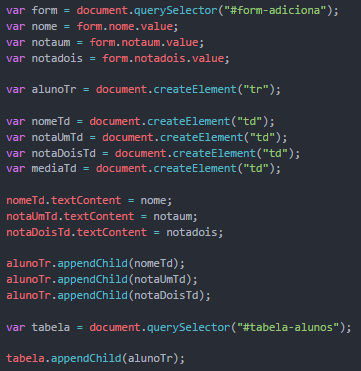 var form = document.querySelector("#form-adiciona");
var nome = form.nome.value;
var notaum = form.notaum.value;
var notadois = form.notadois.value;
var alunoTr = document.createElement("tr");
var nomeTd = document.createElement("td");
var notaUmTd = document.createElement("td");
var notaDoisTd = document.createElement("td");
var mediaTd = document.createElement("td");
nomeTd.textContent = nome;
notaUmTd.textContent = notaum;
notaDoisTd.textContent = notadois;
alunoTr.appendChild(nomeTd);
alunoTr.appendChild(notaUmTd);
alunoTr.appendChild(notaDoisTd);
var tabela = document.querySelector("#tabela-alunos");
tabela.appendChild(alunoTr);